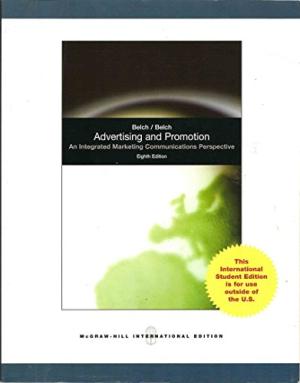 Belch / Belch
Advertising and Promotion
An Integrated Marketing Communications Perspective
Eighth Edition
This
International
Student Edition
is for use
outside of
the U.S.
McGRAW-HILL INTERNATIONAL EDITION